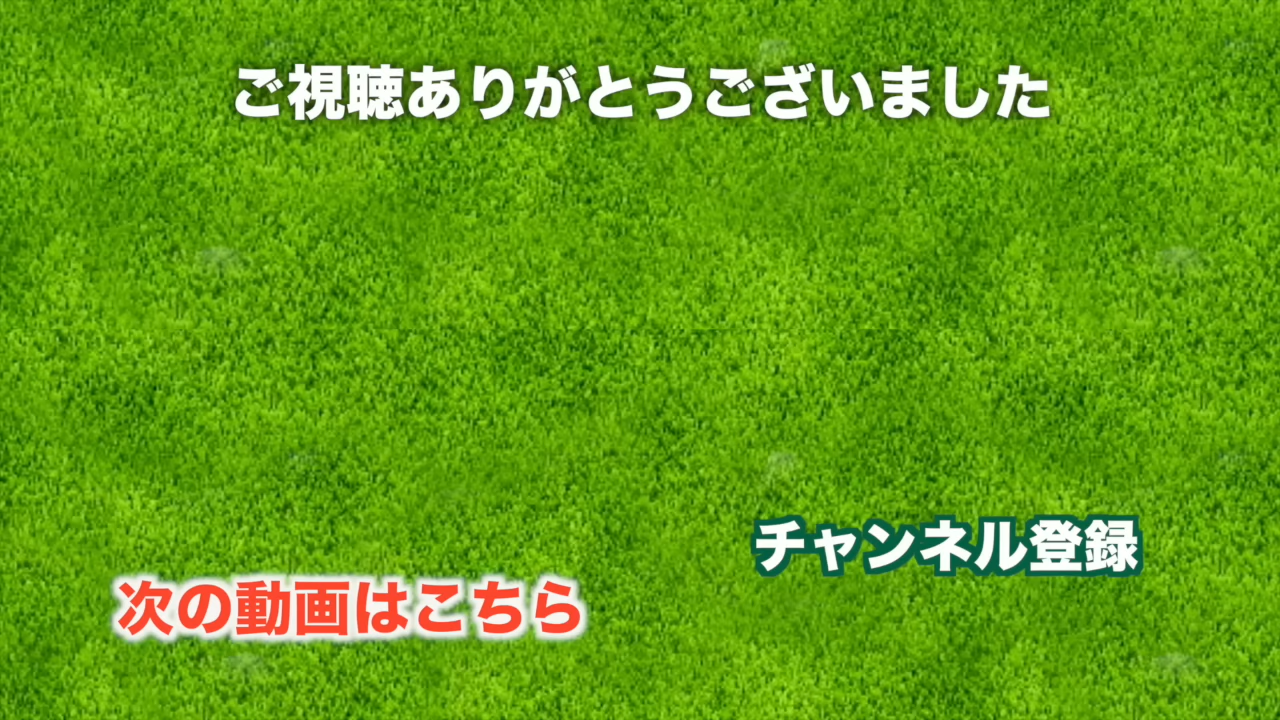 ご視聴ありがとうございました
チャンネル登録
次の動画はこちら